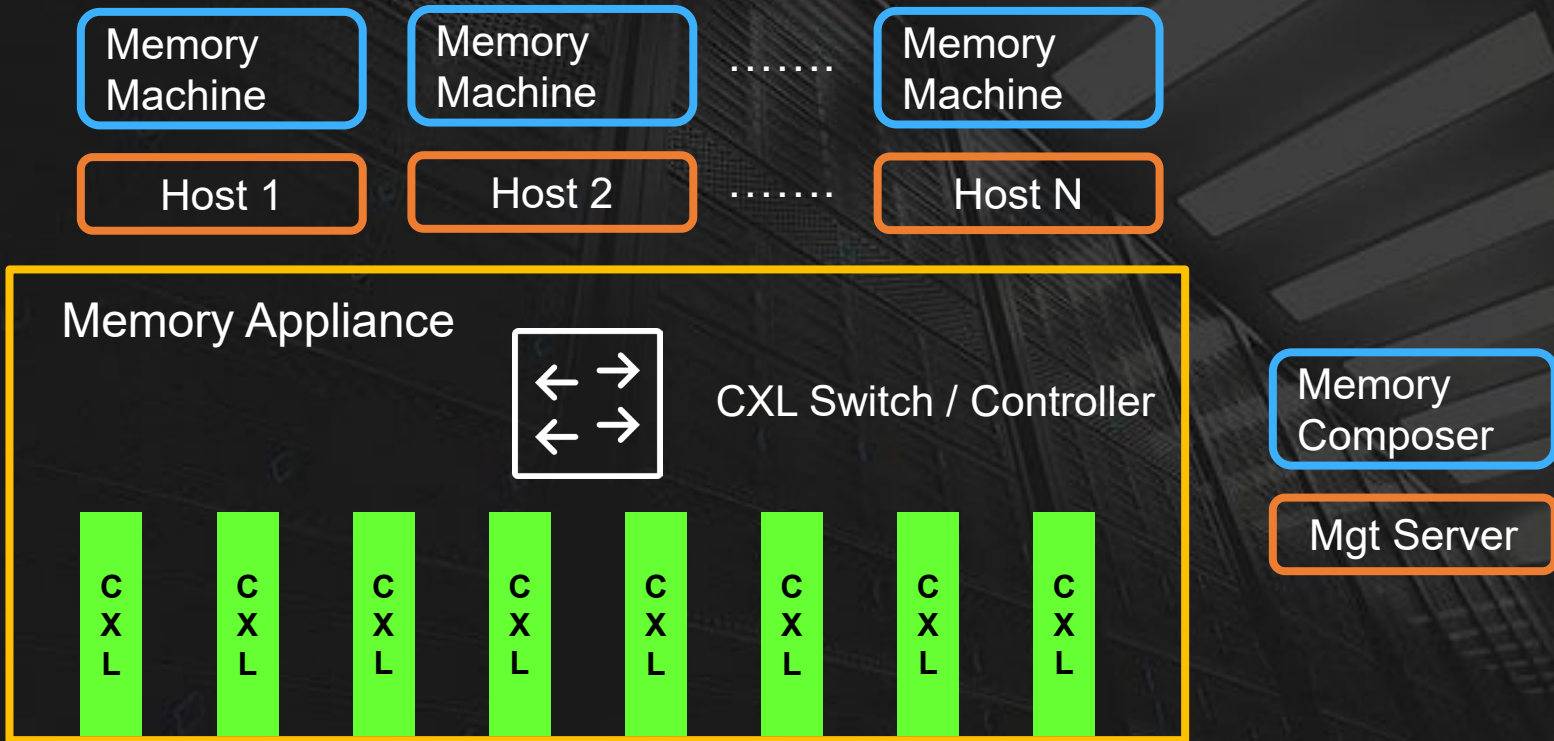 Memory
Machine
Memory
Machine
.......
Memory
Machine
Host 1
Host 2
.......
Host N
Memory Appliance
CXL Switch / Controller
Memory
Composer
Mgt Server
C
X
L
C
X
L
C
X
L
C
X
L
C
X
L
C
X
L
C
X
L
C
X
L